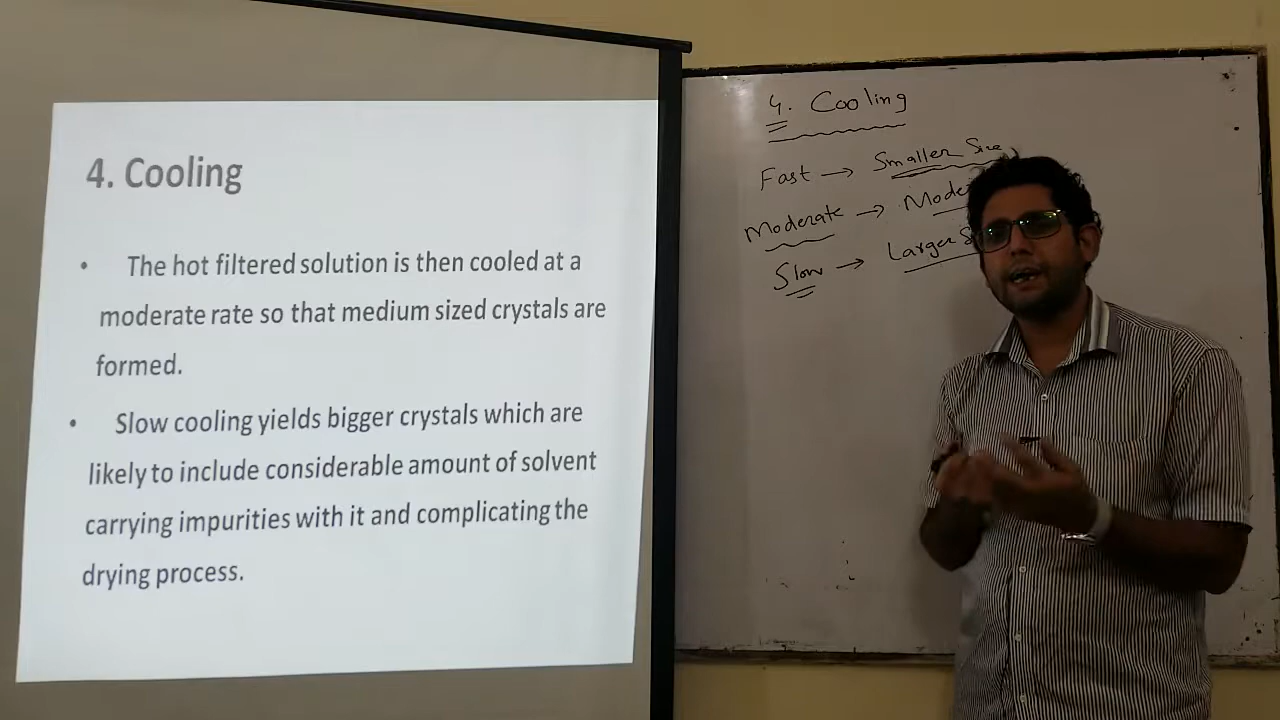 4. Cooling
• The hot filtered solution is then cooled at a
moderate rate so that medium sized crystals are
formed.
• Slow cooling yields bigger crystals which are
likely to include considerable amount of solvent
carrying impurities with it and complicating the
drying process.
4. Cooling
Fast → Smaller Size
Moderate →
Slow → Larger